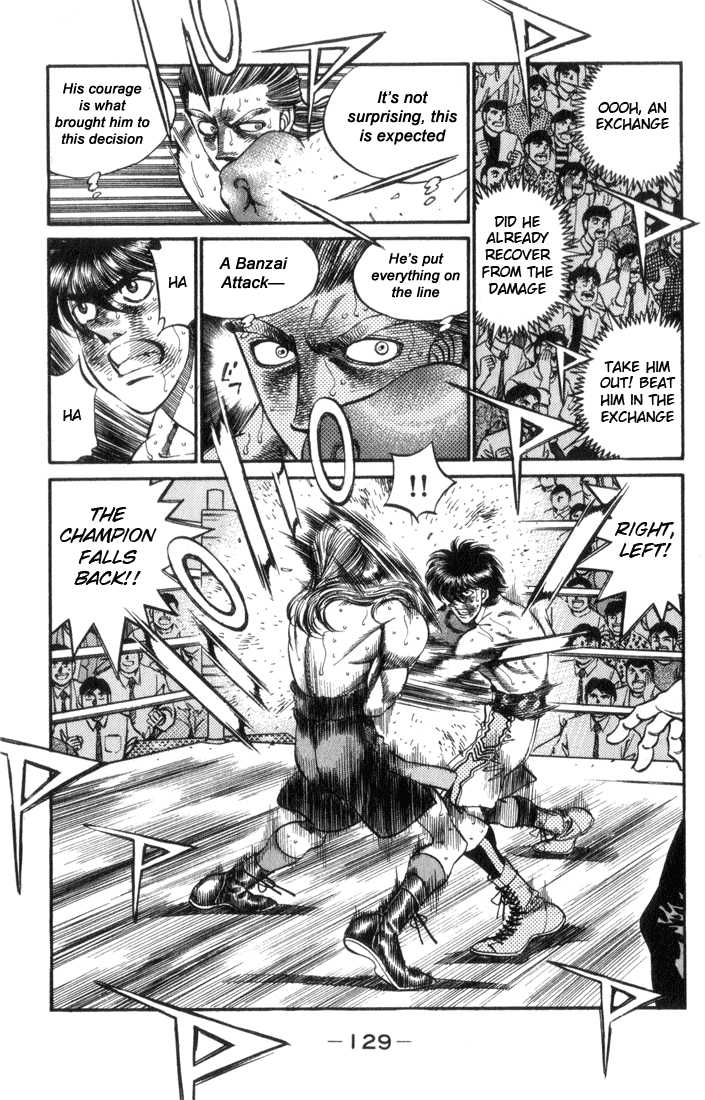 OOOH, AN
EXCHANGE
DID HE
ALREADY
RECOVER
FROM THE
DAMAGE
TAKE HIM
OUT! BEAT
HIM IN THE
EXCHANGE
It's not
surprising, this
is expected
His courage
is what
brought him to
this decision
He's put
everything on
the line
A Banzai
Attack—
HA
HA
!!
RIGHT,
LEFT!
THE
CHAMPION
FALLS
BACK!!
-129-